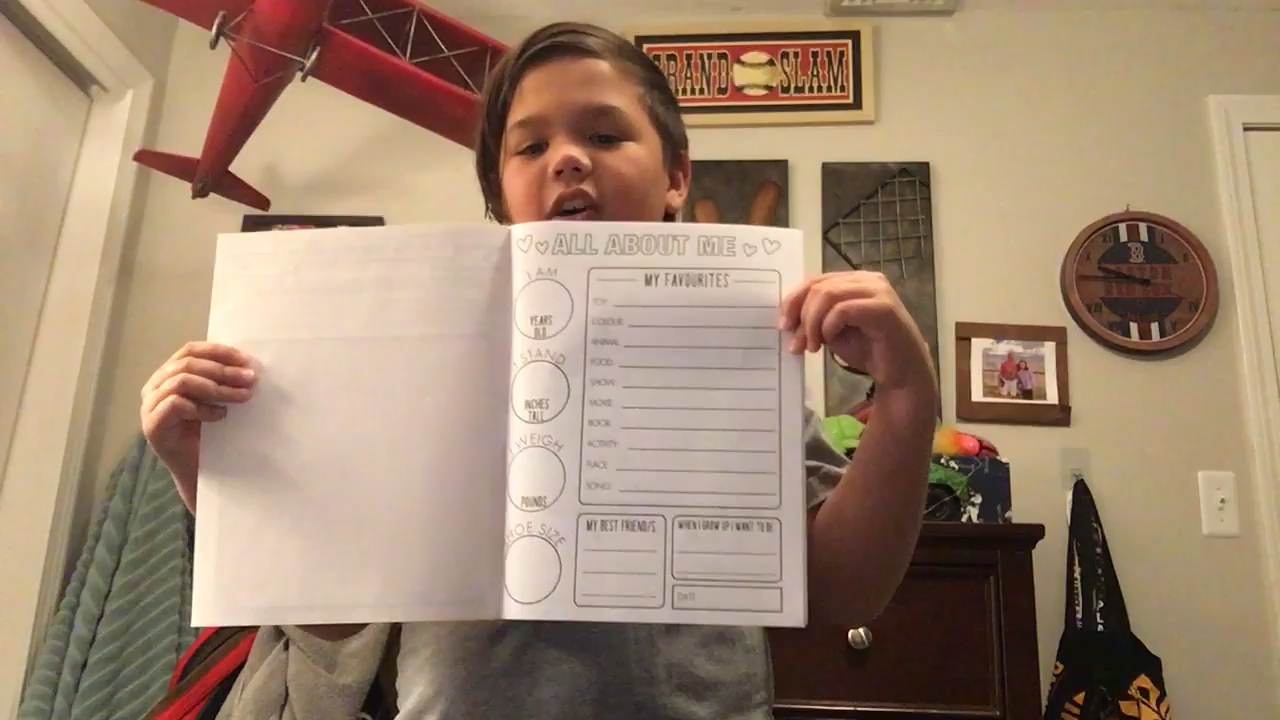 GRAND SLAM
ALL ABOUT ME
I AM
YEARS
OLD
I STAND
INCHES
TALL
I WEIGH
POUNDS
SHOE SIZE
MY FAVOURITES
TOY:
COLOUR:
ANIMAL:
FOOD:
SHOW:
MOVIE:
BOOK:
ACTIVITY:
PLACE:
SONG:
MY BEST FRIEND/S:
WHEN I GROW UP I WANT TO BE:
DATE:
B